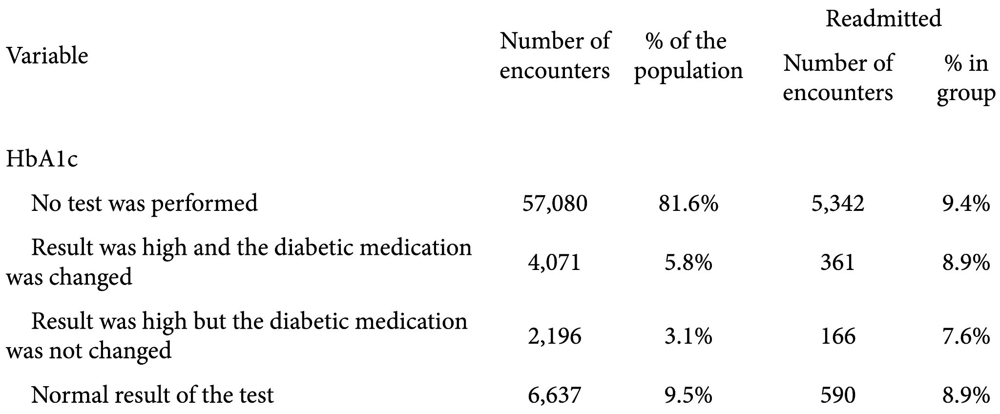 Variable
Number of
encounters
% of the
population
Readmitted
Number of
encounters
% in
group
HbA1c
No test was performed 57,080 81.6% 5,342 9.4%
Result was high and the diabetic medication
was changed
4,071 5.8% 361 8.9%
Result was high but the diabetic medication
was not changed
2,196 3.1% 166 7.6%
Normal result of the test 6,637 9.5% 590 8.9%